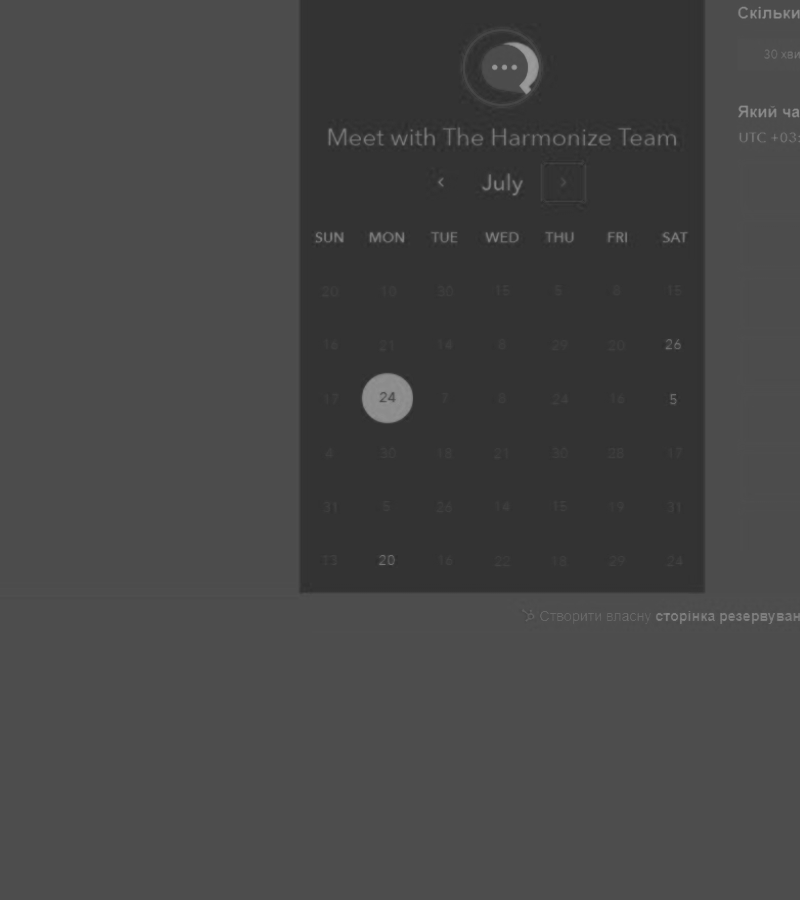 Скільки
30 хви
Meet with The Harmonize Team
Який ча
UTC +03:
July
SUN MON TUE WED THU FRI SAT
20 10 30 15 5 8 15
16 21 14 8 29 20 26
17 24 7 8 24 16 5
4 30 18 21 30 28 17
31 5 26 14 15 19 31
13 20 16 22 18 29 24
Створити власну сторінка резервуван